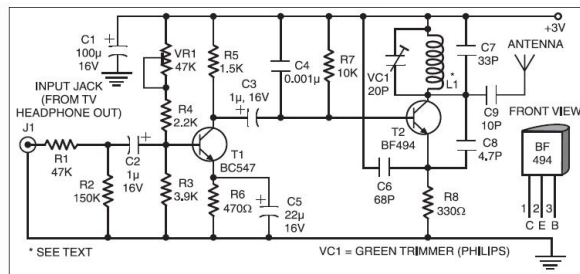 +3V
C1
100µ
16V
VR1
47K
R5
1.5K
C3
1µ, 16V
C4
0.001µ
R7
10K
VC1
20P
*
L1
C7
33P
ANTENNA
INPUT JACK
(FROM TV
HEADPHONE OUT)
J1
R4
2.2K
C9
10P
FRONT VIEW
R1
47K
C2
1µ
16V
T1
BC547
T2
BF494
C8
4.7P
BF
494
R2
150K
R3
3.9K
R6
470Ω
C5
22µ
16V
C6
68P
R8
330Ω
1 2 3
C E B
* SEE TEXT
VC1 = GREEN TRIMMER (PHILIPS)